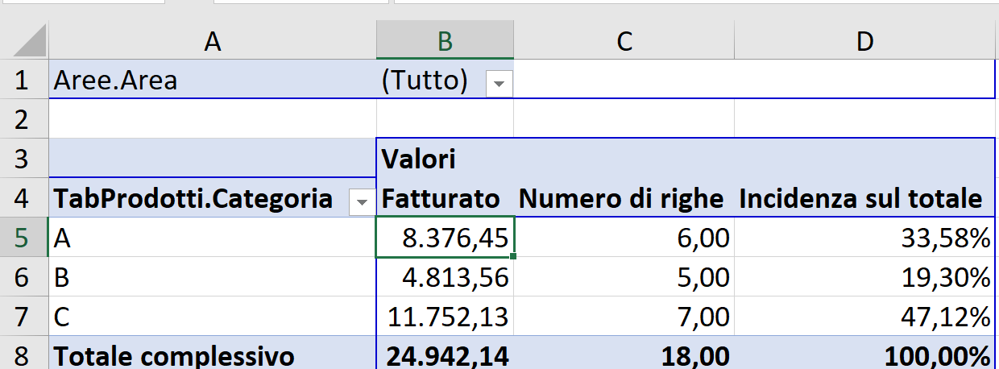 A B C D
1 Aree.Area (Tutto)
2
3 Valori
4 TabProdotti.Categoria Fatturato Numero di righe Incidenza sul totale
5 A 8.376,45 6,00 33,58%
6 B 4.813,56 5,00 19,30%
7 C 11.752,13 7,00 47,12%
8 Totale complessivo 24.942,14 18,00 100,00%